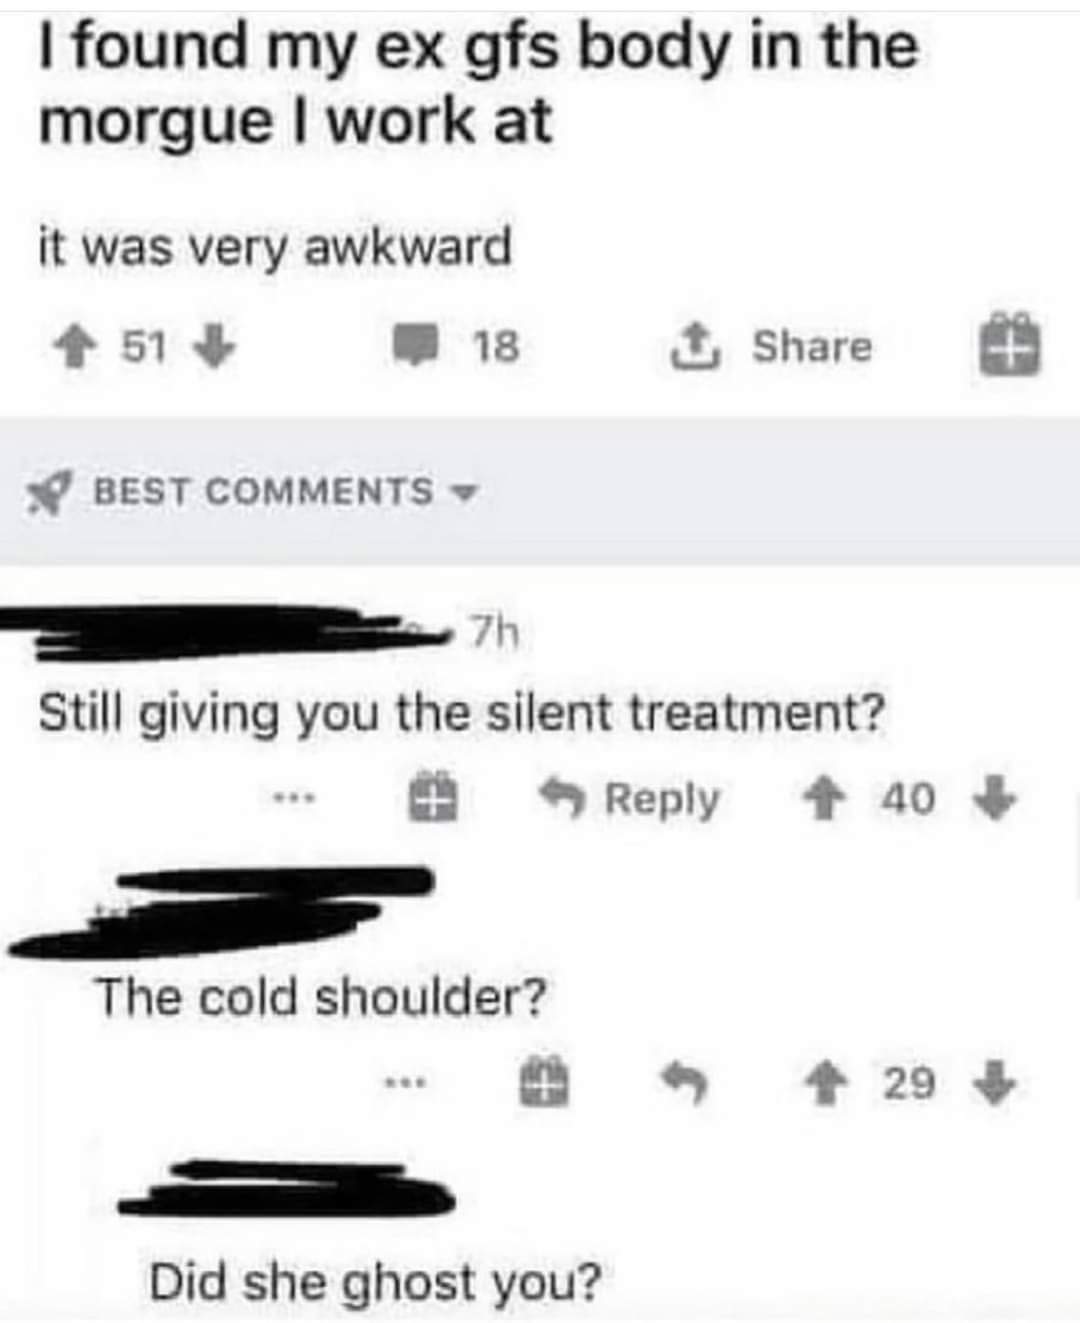 I found my ex gfs body in the
morgue I work at
it was very awkward
51 18 Share
BEST COMMENTS
7h
Still giving you the silent treatment?
... Reply 40
The cold shoulder?
... 29
Did she ghost you?